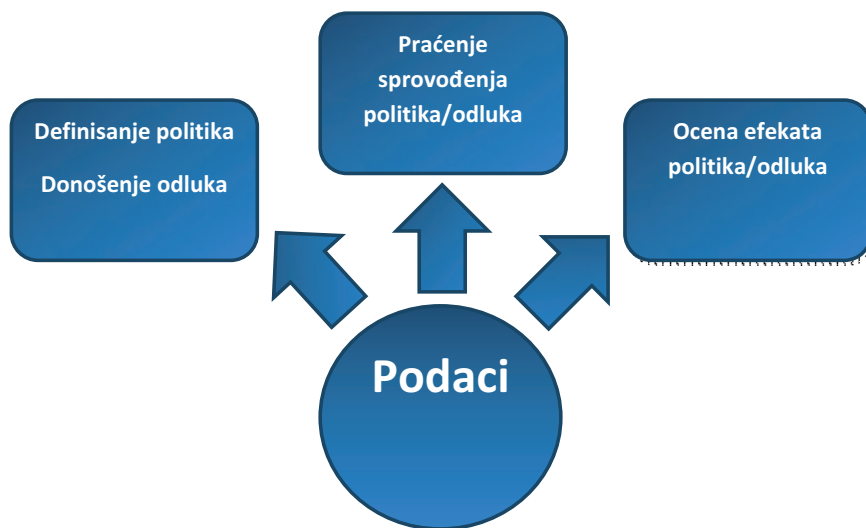 Definisanje politika
Donošenje odluka
Praćenje
sprovođenja
politika/odluka
Ocena efekata
politika/odluka
Podaci